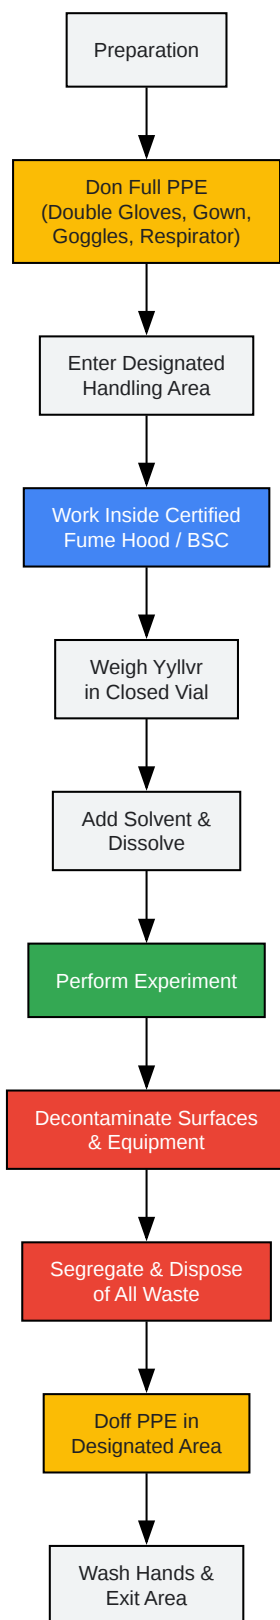 Preparation
Don Full PPE
(Double Gloves, Gown,
Goggles, Respirator)
Enter Designated
Handling Area
Work Inside Certified
Fume Hood / BSC
Weigh Yyllvr
in Closed Vial
Add Solvent &
Dissolve
Perform Experiment
Decontaminate Surfaces
& Equipment
Segregate & Dispose
of All Waste
Doff PPE in
Designated Area
Wash Hands &
Exit Area